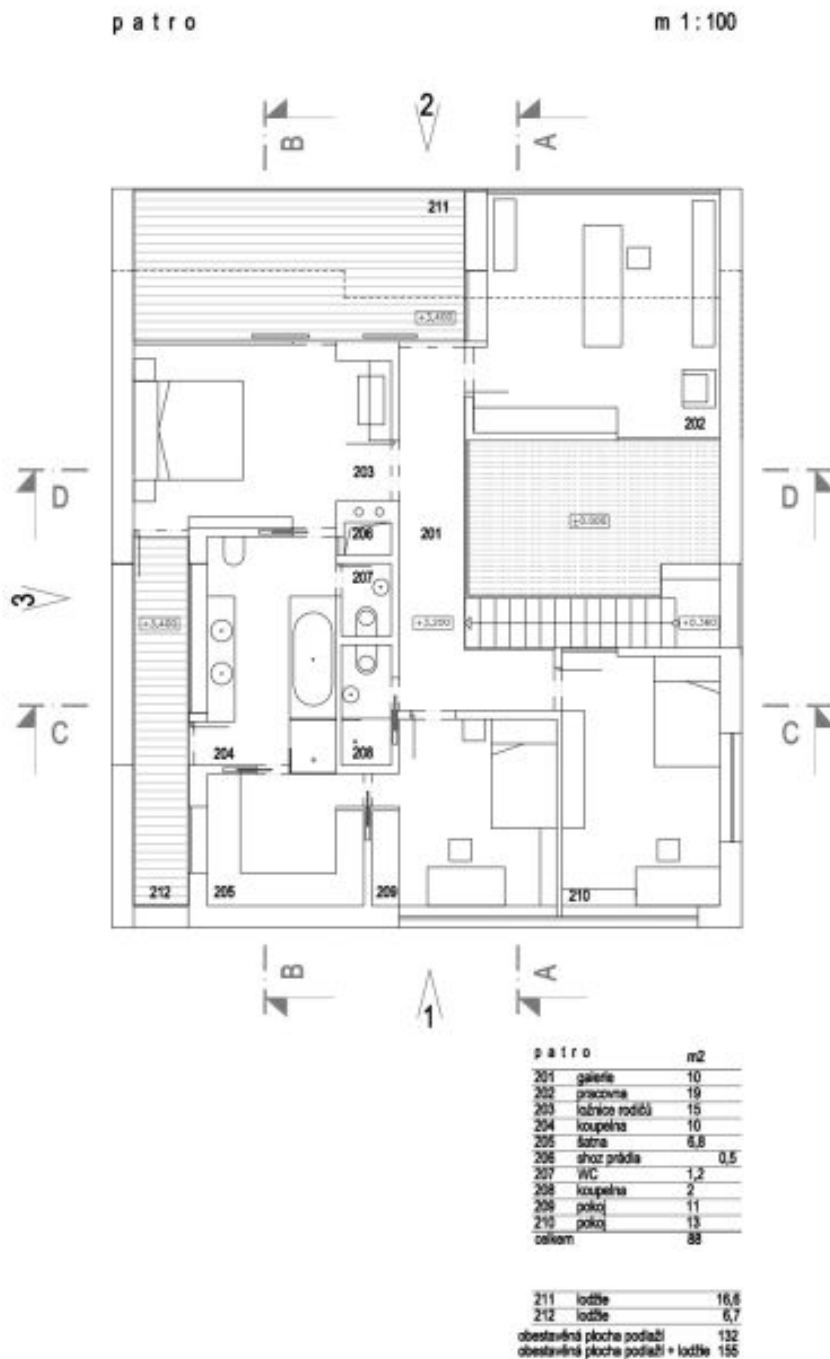 patro m 1:100
B 2 A
211
+3,400
202
D 203 D
+0.000
206 201
207
3 +3,400 +3,200 +0.360
C C
204 208
212 205 209 210
B A
1
patro m2
201 galerie 10
202 pracovna 19
203 ložnice rodičů 15
204 koupelna 10
205 šatna 6,8
206 shoz prádla 0,5
207 WC 1,2
208 koupelna 2
209 pokoj 11
210 pokoj 13
celkem 88
211 lodžie 16,6
212 lodžie 6,7
obestavěná plocha podlaží 132
obestavěná plocha podlaží + lodžie 155